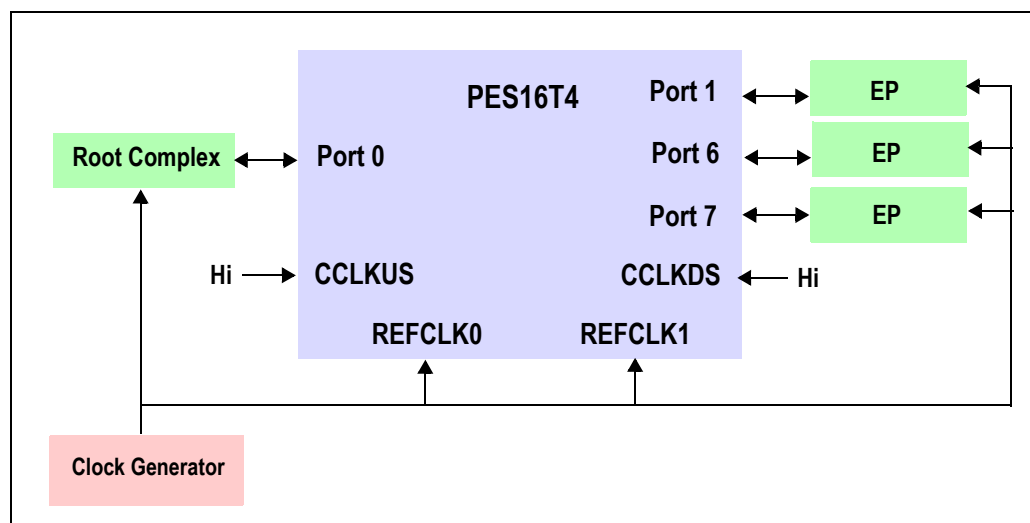 PES16T4
Port 1
EP
Root Complex
Port 0
Port 6
EP
Port 7
EP
Hi
CCLKUS
CCLKDS
Hi
REFCLK0
REFCLK1
Clock Generator